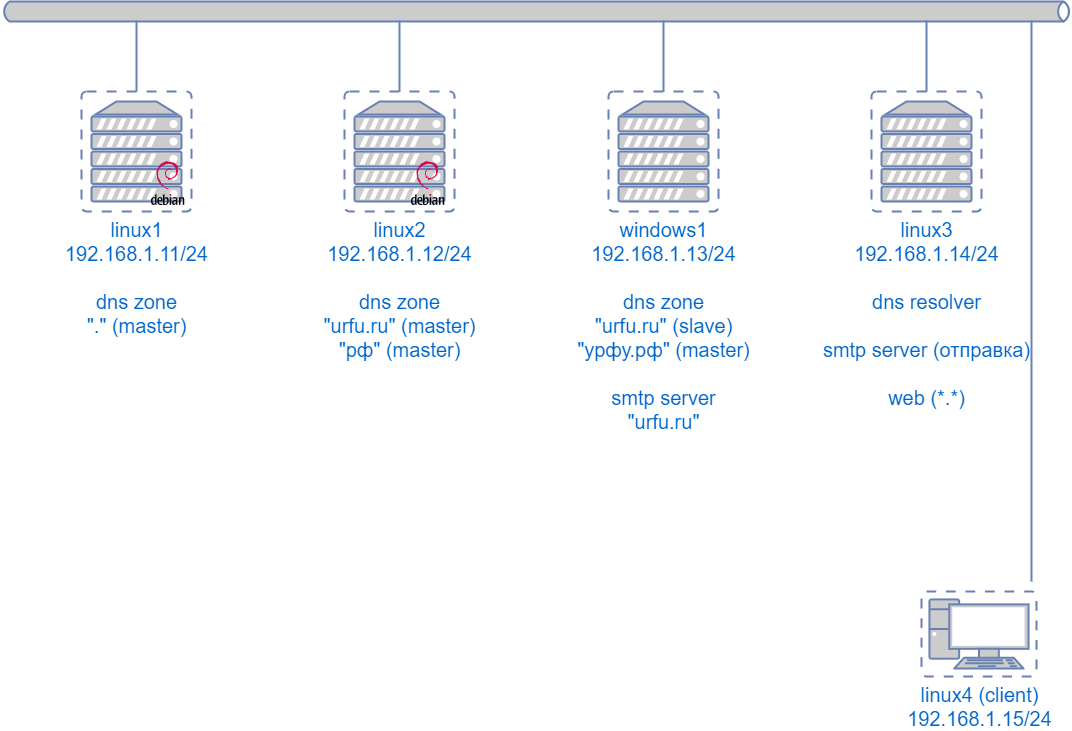 debian
linux1
192.168.1.11/24
dns zone
"." (master)
debian
linux2
192.168.1.12/24
dns zone
"urfu.ru" (master)
"рф" (master)
windows1
192.168.1.13/24
dns zone
"urfu.ru" (slave)
"урфу.рф" (master)
smtp server
"urfu.ru"
linux3
192.168.1.14/24
dns resolver
smtp server (отправка)
web (*.*)
linux4 (client)
192.168.1.15/24